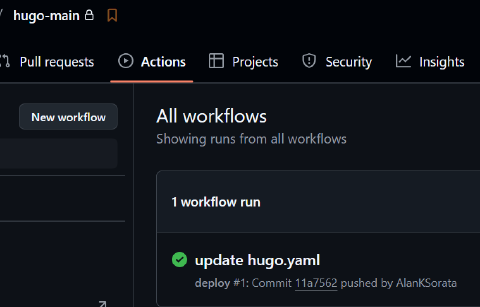 / hugo-main
Pull requests Actions Projects Security Insights
New workflow
All workflows
Showing runs from all workflows
1 workflow run
update hugo.yaml
deploy #1: Commit 11a7562 pushed by AlanKSorata